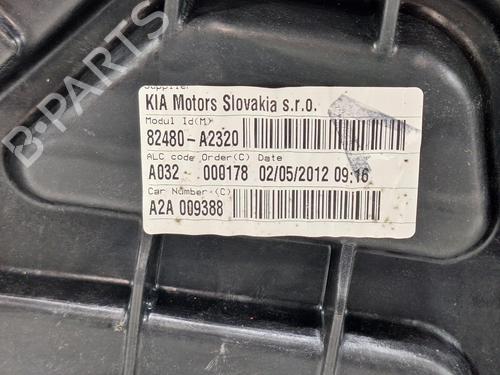 B-Parts
Supplier
KIA Motors Slovakia s.r.o.
Modul Id(M)
82480-A2320
ALC code Order(C) Date
A032 000178 02/05/2012 09:16
Car Number (C)
A2A 009388
B-PARTS